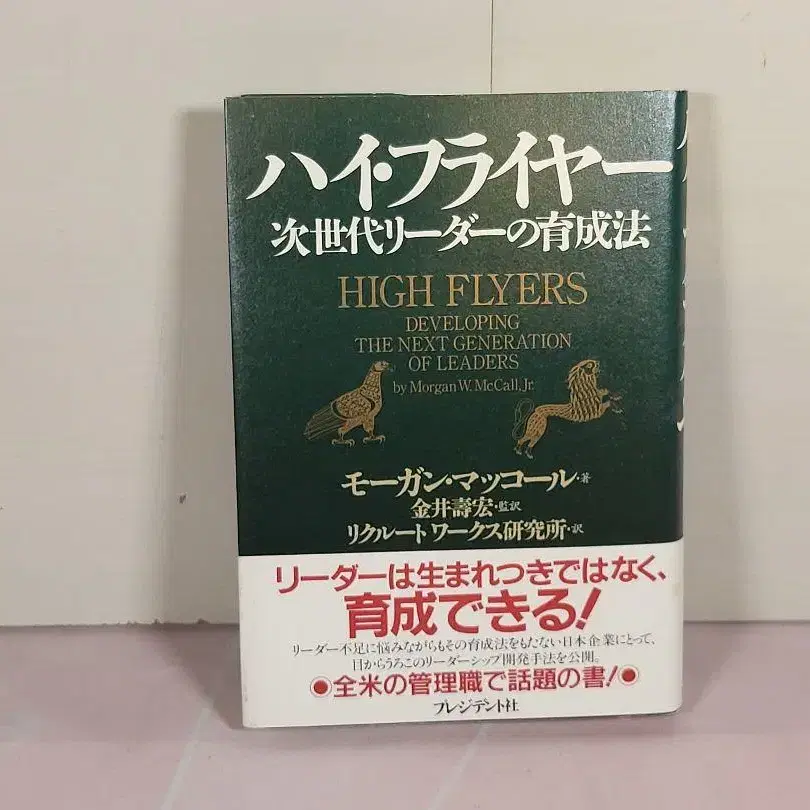 ハイ・フライヤー
次世代リーダーの育成法
HIGH FLYERS
DEVELOPING
THE NEXT GENERATION
OF LEADERS
by Morgan W. McCall, Jr.
モーガン・マッコール・著
金井壽宏・監訳
リクルート ワークス研究所・訳
リーダーは生まれつきではなく、
育成できる!
リーダー不足に悩みながらもその育成法をもたない日本企業にとって、
目からうろこのリーダーシップ開発手法を公開。
●全米の管理職で話題の書!●
プレジデント社